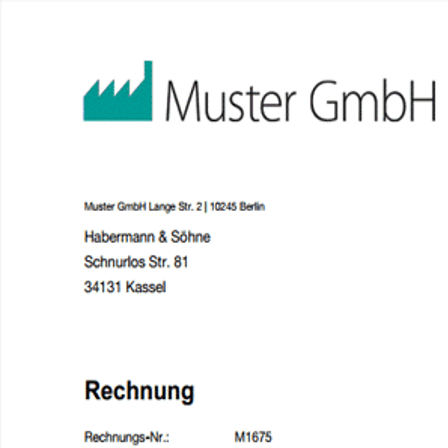 Muster GmbH
Muster GmbH Lange Str. 2 | 10245 Berlin
Habermann & Söhne
Schnurlos Str. 81
34131 Kassel
Rechnung
Rechnungs-Nr.: M1675